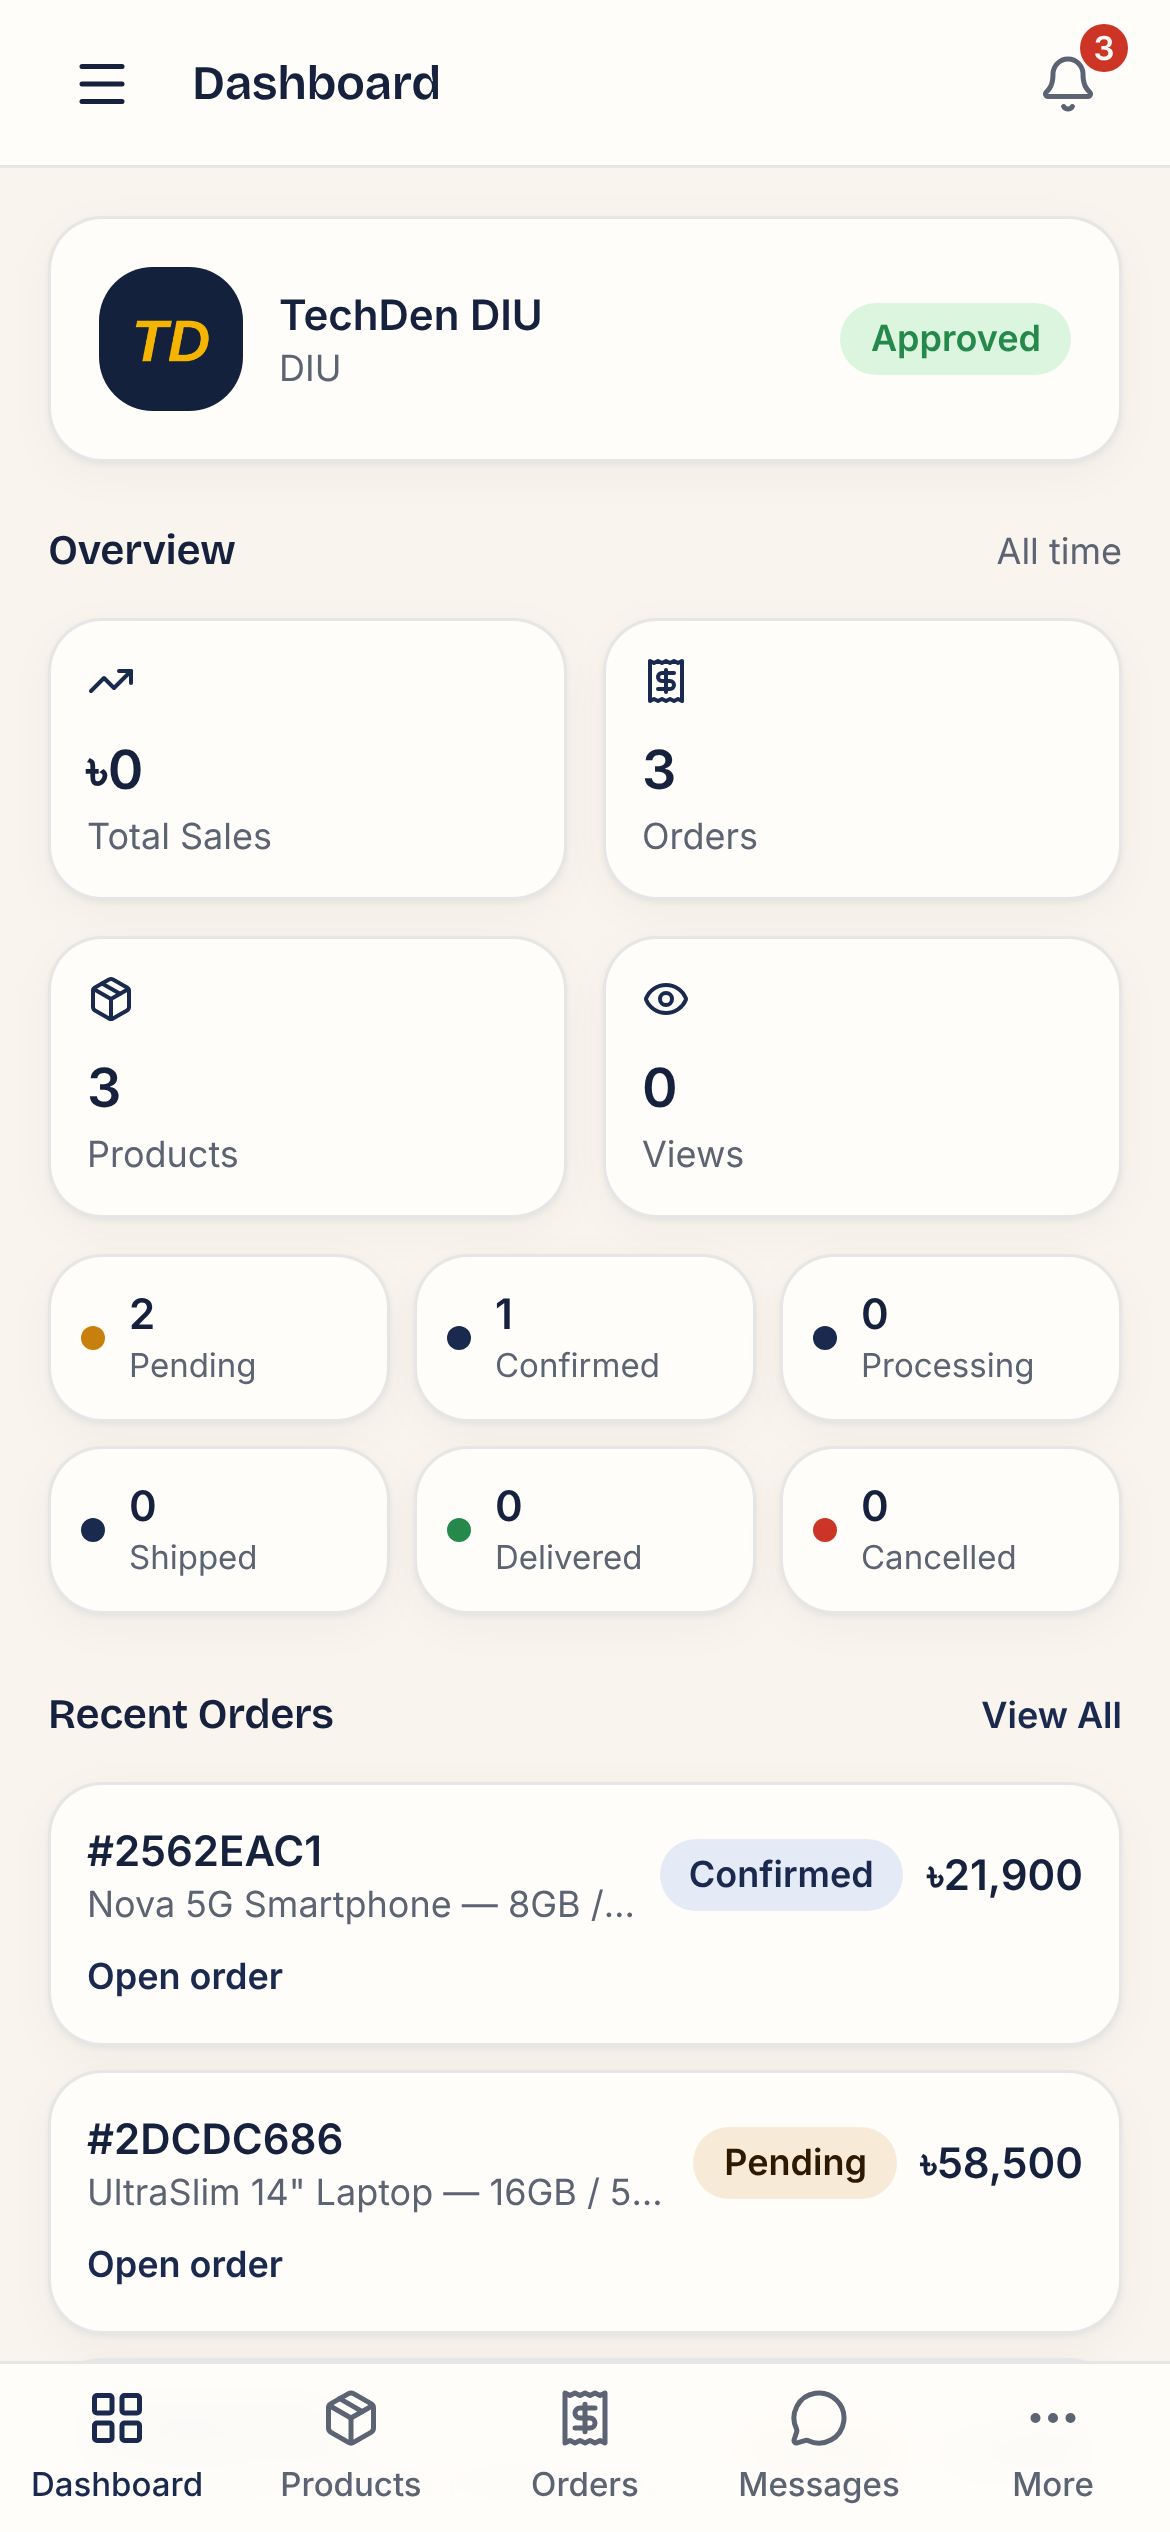 Dashboard
3
TD
TechDen DIU
DIU
Approved
Overview
All time
৳0
Total Sales
3
Orders
3
Products
0
Views
2
Pending
1
Confirmed
0
Processing
0
Shipped
0
Delivered
0
Cancelled
Recent Orders
View All
#2562EAC1
Nova 5G Smartphone — 8GB /...
Confirmed
৳21,900
Open order
#2DCDC686
UltraSlim 14" Laptop — 16GB / 5...
Pending
৳58,500
Open order
Dashboard
Products
Orders
Messages
More